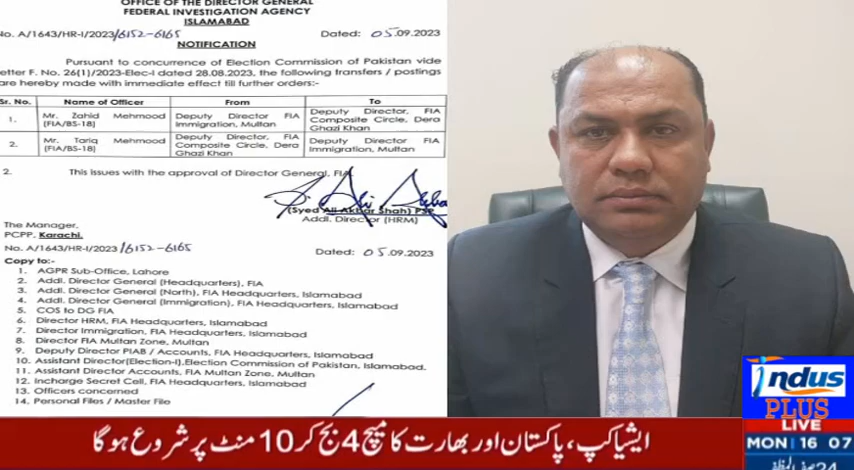 OFFICE OF THE DIRECTOR GENERAL
FEDERAL INVESTIGATION AGENCY
ISLAMABAD
No. A/1643/HR-I/2023/6152-6165 Dated: 05.09.2023
NOTIFICATION
Pursuant to concurrence of Election Commission of Pakistan vide
letter F. No. 26(1)/2023-Elec-I dated 28.08.2023, the following transfers / postings
are hereby made with immediate effect till further orders:-
Sr. No. Name of Officer From To
1. Mr. Zahid Mehmood (FIA/BS-18) Deputy Director, FIA Immigration, Multan Deputy Director, FIA Composite Circle, Dera Ghazi Khan
2. Mr. Tariq Mehmood (FIA/BS-18) Deputy Director, FIA Composite Circle, Dera Ghazi Khan Deputy Director, FIA Immigration, Multan
2. This issues with the approval of Director General, FIA
(Syed Ali Akbar Shah) PSP
Addl. Director (HRM)
The Manager,
PCPP, Karachi.
No. A/1643/HR-I/2023/6152-6165 Dated: 05.09.2023
Copy to:-
1. AGPR Sub-Office, Lahore
2. Addl. Director General (Headquarters), FIA
3. Addl. Director General (North), FIA Headquarters, Islamabad
4. Addl. Director General (Immigration), FIA Headquarters, Islamabad
5. COS to DG FIA
6. Director HRM, FIA Headquarters, Islamabad
7. Director Immigration, FIA Headquarters, Islamabad
8. Director FIA Multan Zone, Multan
9. Deputy Director PIAB / Accounts, FIA Headquarters, Islamabad
10. Assistant Director(Election-I),Election Commission of Pakistan, Islamabad.
11. Assistant Director Accounts, FIA Multan Zone, Multan
12. Incharge Secret Cell, FIA Headquarters, Islamabad
13. Officers concerned
14. Personal Files / Master File
Indus
PLUS
LIVE
MON 16 07
ایشیا کپ، پاکستان اور بھارت کا میچ 4 بج کر 10 منٹ پر شروع ہوگا